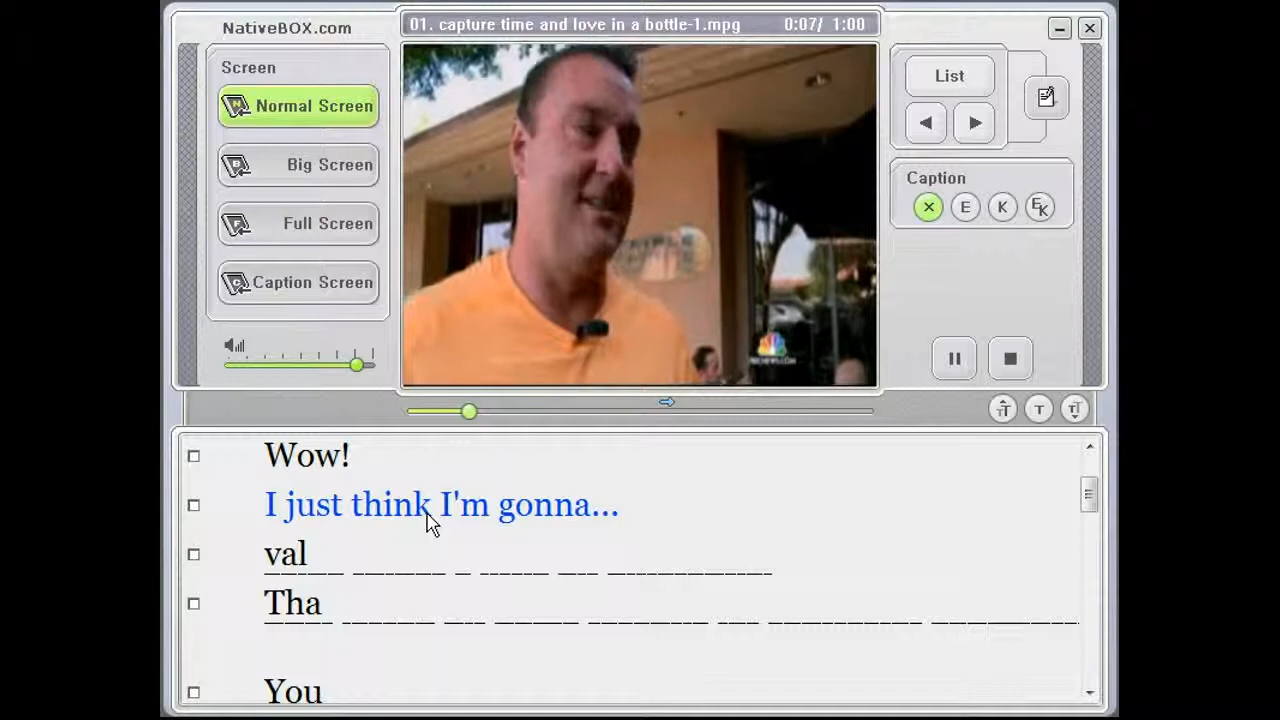 NativeBOX.com
01. capture time and love in a bottle-1.mpg 0:07/ 1:00
Screen
Normal Screen
Big Screen
Full Screen
Caption Screen
List
Caption
X E K EK
T T T
Wow!
I just think I'm gonna...
val
Tha
You